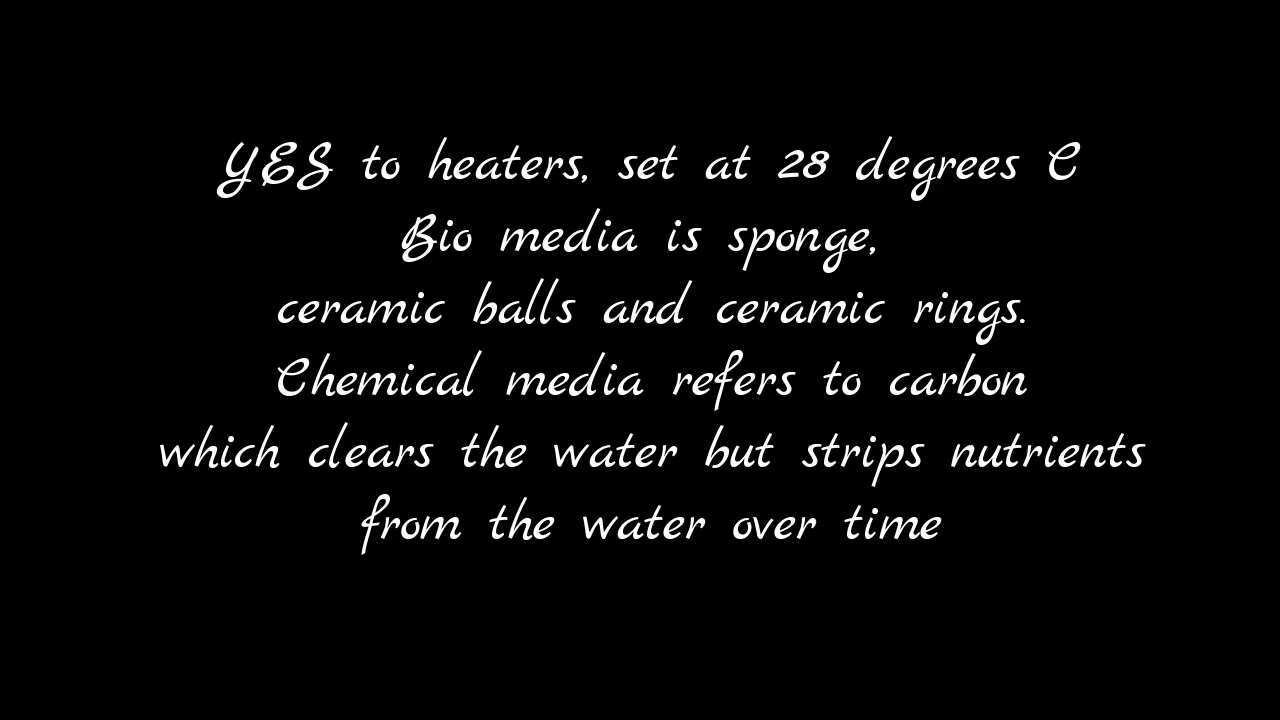 YES to heaters, set at 28 degrees C
Bio media is sponge,
ceramic balls and ceramic rings.
Chemical media refers to carbon
which clears the water but strips nutrients
from the water over time